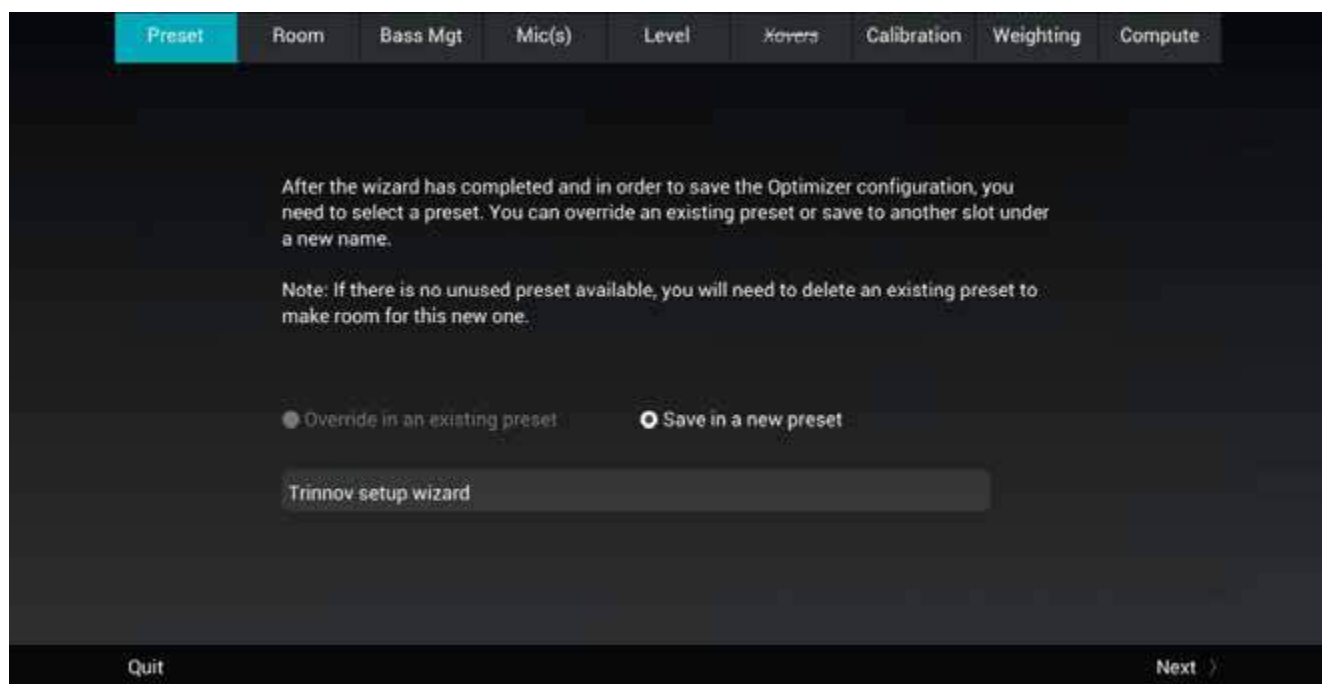 Preset Room Bass Mgt Mic(s) Level Xovers Calibration Weighting Compute
After the wizard has completed and in order to save the Optimizer configuration, you
need to select a preset. You can override an existing preset or save to another slot under
a new name.
Note: If there is no unused preset available, you will need to delete an existing preset to
make room for this new one.
Override in an existing preset Save in a new preset
Trinnov setup wizard
Quit Next